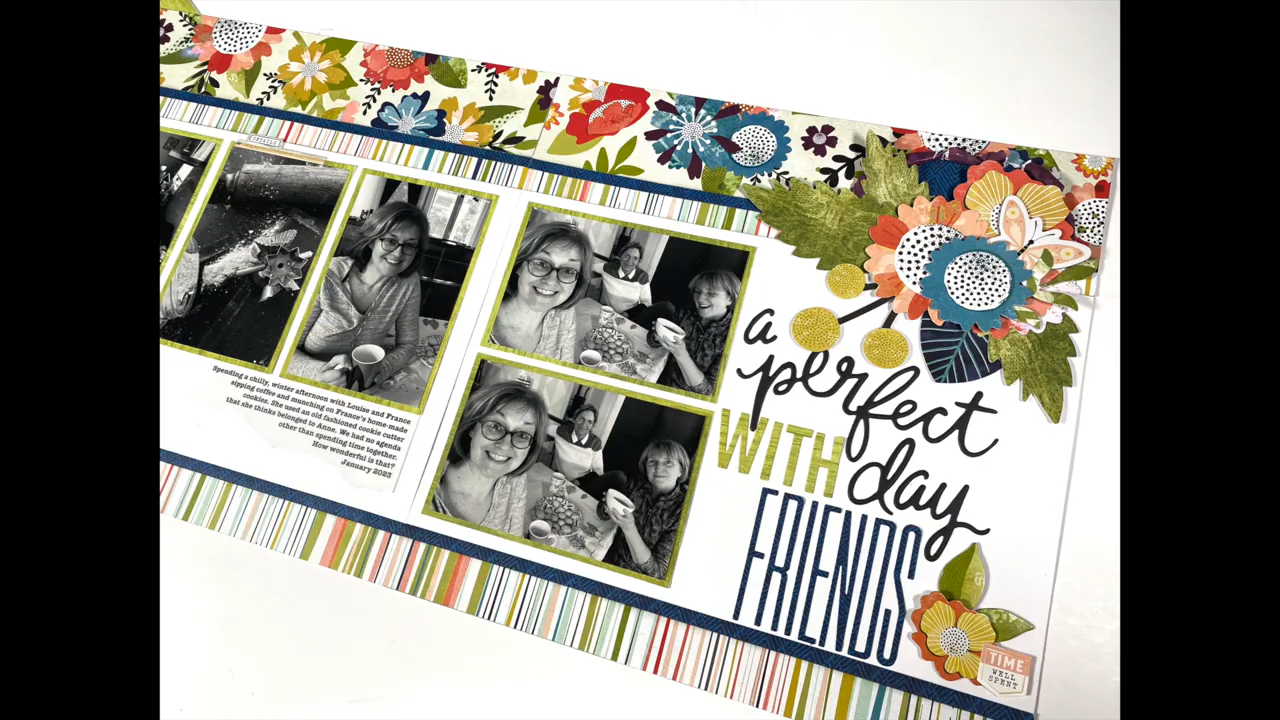 Spending a chilly, winter afternoon with Louise and France
sipping coffee and munching on France's home-made
cookies. She used an old fashioned cookie cutter
that she thinks belonged to Anne. We had no agenda
other than spending time together.
How wonderful is that?
January 2023
a
perfect
WITH
day
FRIENDS
TIME
WELL
SPENT